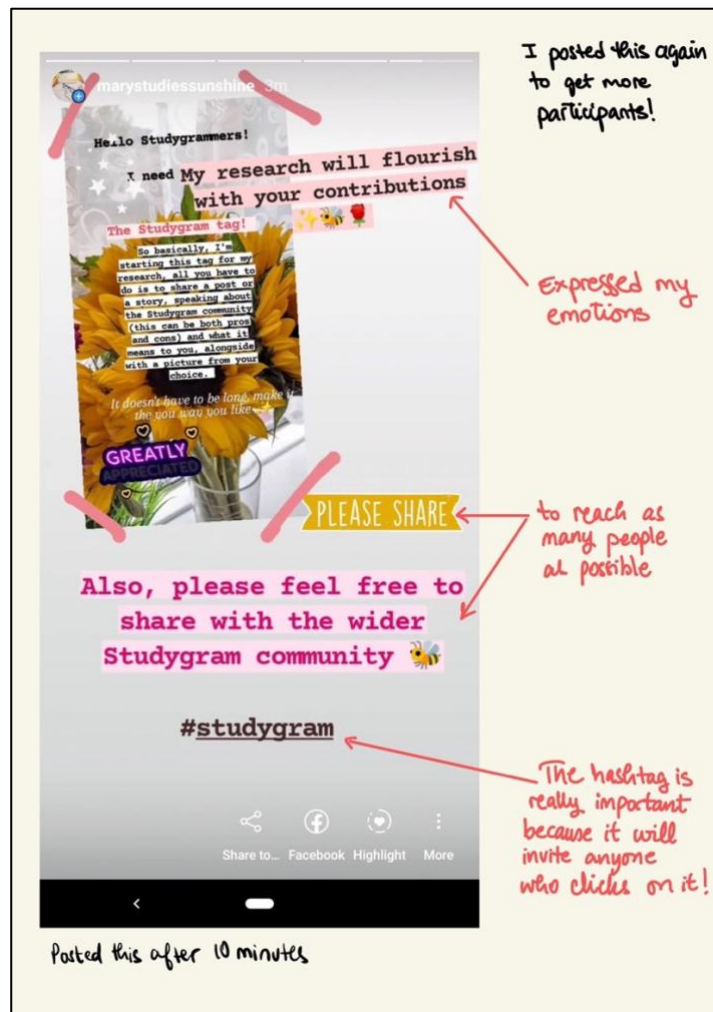 I posted this again
to get more
participants!
marystudiessunshine 3m
Hello Studygrammers!
I need
My research will flourish
with your contributions
✨🐝🌹
The Studygram tag!
So basically, I'm
starting this tag for my
research, all you have to
do is to share a post or
a story, speaking about
the Studygram community
(this can be both pros
and cons) and what it
means to you, alongside
with a picture from your
choice.
It doesn't have to be long, make it
the you way you like
GREATLY
APPRECIATED
Expressed my
emotions
PLEASE SHARE
to reach as
many people
as possible
Also, please feel free to
share with the wider
Studygram community 🐝
#studygram
The hashtag is
really important
because it will
invite anyone
who clicks on it!
Share to... Facebook Highlight More
Posted this after 10 minutes